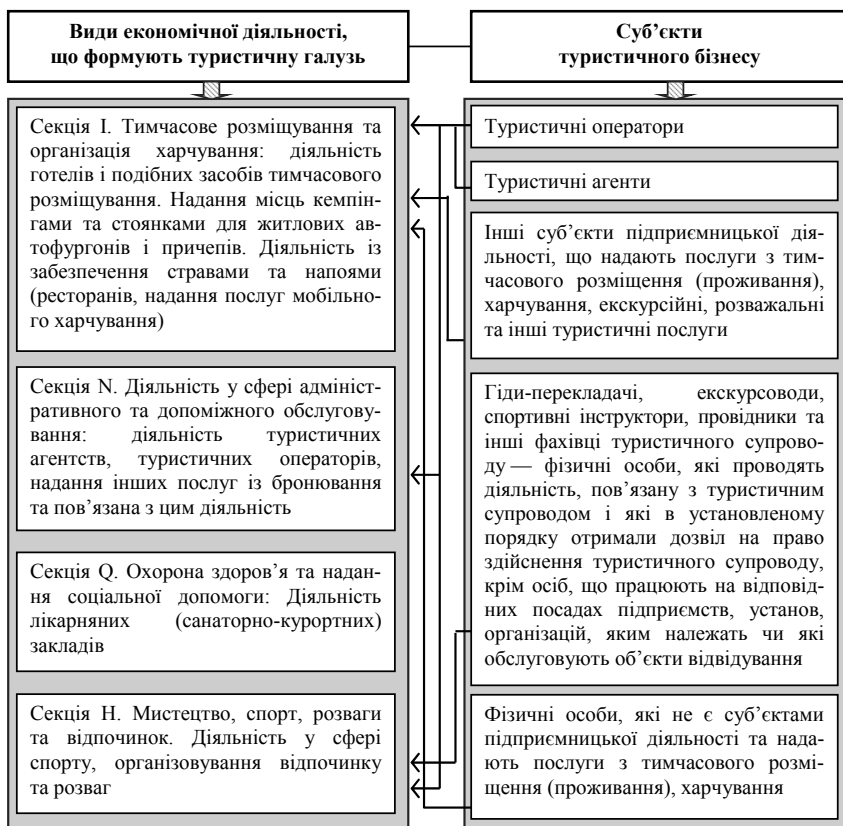 Види економічної діяльності,
що формують туристичну галузь
Суб’єкти
туристичного бізнесу
Секція I. Тимчасове розміщування та
організація харчування: діяльність
готелів і подібних засобів тимчасового
розміщування. Надання місць кемпін-
гами та стоянками для житлових ав-
тофургонів і причепів. Діяльність із
забезпечення стравами та напоями
(ресторанів, надання послуг мобільно-
го харчування)
Секція N. Діяльність у сфері адмініст-
ративного та допоміжного обслугову-
вання: діяльність туристичних
агентств, туристичних операторів,
надання інших послуг із бронювання
та пов’язана з цим діяльність
Секція Q. Охорона здоров’я та надан-
ня соціальної допомоги: Діяльність
лікарняних (санаторно-курортних)
закладів
Секція Н. Мистецтво, спорт, розваги
та відпочинок. Діяльність у сфері
спорту, організовування відпочинку
та розваг
Туристичні оператори
Туристичні агенти
Інші суб’єкти підприємницької дія-
льності, що надають послуги з тим-
часового розміщення (проживання),
харчування, екскурсійні, розважальні
та інші туристичні послуги
Гіди-перекладачі, екскурсоводи,
спортивні інструктори, провідники та
інші фахівці туристичного супрово-
ду — фізичні особи, які проводять
діяльність, пов’язану з туристичним
супроводом і які в установленому
порядку отримали дозвіл на право
здійснення туристичного супроводу,
крім осіб, що працюють на відповід-
них посадах підприємств, установ,
організацій, яким належать чи які
обслуговують об’єкти відвідування
Фізичні особи, які не є суб’єктами
підприємницької діяльності та нада-
ють послуги з тимчасового розмі-
щення (проживання), харчування